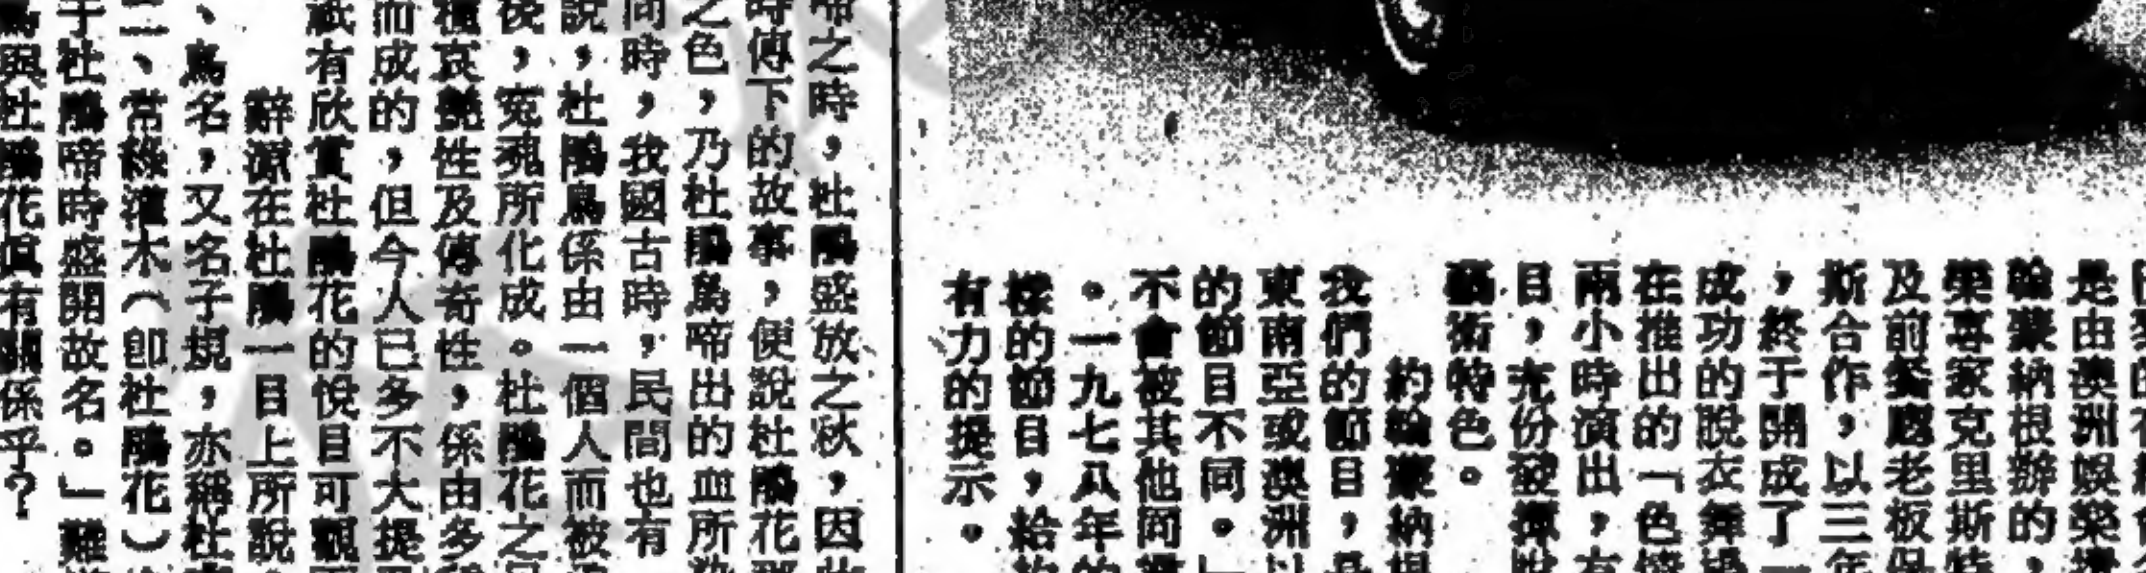 是由澳洲娛樂
輪蒙納根辦的，
樂專家克里斯特
及前餐廳老板保
斯合作，以三年
，終于開成了一
成功的脫衣舞
在推出的「色
兩小時演出，有
目，充份發揮
藝術特色。
約翰蒙納根
我們的節目，
東南亞或澳洲以
的節目不同。」
不會被其他同
。一九七八年的
樣的節目，給
有力的提示。
啼之時，杜鵑盛放之秋，因此
時傳下的故事，便說杜鵑花那
之色，乃杜鵑鳥啼出的血所染
同時，我國古時，民間也有
說，杜鵑鳥係由一個人而被
後，冤魂所化成。杜鵑花之
種哀艷性及傳奇性，係由多
而成的，但今人已多不大提
祇有欣賞杜鵑花的悅目可觀
辭源在杜鵑一目上所說
、鳥名，又名子規，亦稱杜
二、常綠灌木（卽杜鵑花）
于杜鵑啼時盛開故名。」雖
鳥與杜鵑花眞有關係乎？